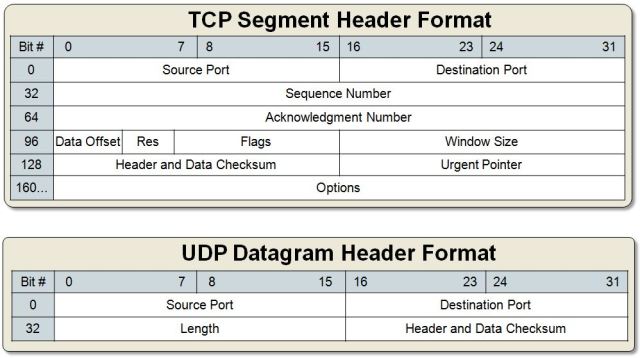 TCP Segment Header Format
Bit # 0 7 8 15 16 23 24 31
0 Source Port Destination Port
32 Sequence Number
64 Acknowledgment Number
96 Data Offset Res Flags Window Size
128 Header and Data Checksum Urgent Pointer
160... Options
UDP Datagram Header Format
Bit # 0 7 8 15 16 23 24 31
0 Source Port Destination Port
32 Length Header and Data Checksum